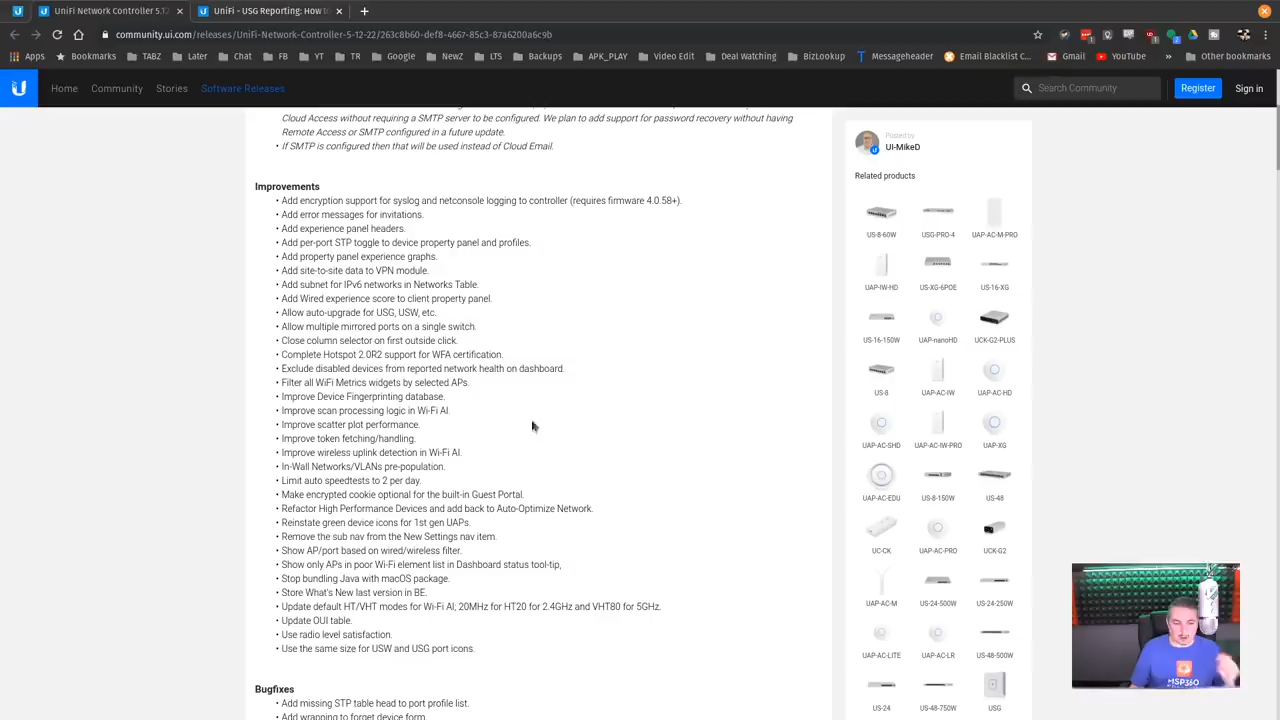 UniFi Network Controller 5.12
UniFi - USG Reporting: How to
community.ui.com/releases/UniFi-Network-Controller-5-12-22/263c8b60-def8-4667-85c3-87a6200a6c9b
Apps
Bookmarks
TABZ
Later
Chat
FB
YT
TR
Google
NewZ
LTS
Backups
APK_PLAY
Video Edit
Deal Watching
BizLookup
Messageheader
Email Blacklist C...
Gmail
YouTube
»
Other bookmarks
Home
Community
Stories
Software Releases
Search Community
Register
Sign in
Cloud Access without requiring a SMTP server to be configured. We plan to add support for password recovery without having
Remote Access or SMTP configured in a future update.
• If SMTP is configured then that will be used instead of Cloud Email.
Improvements
• Add encryption support for syslog and netconsole logging to controller (requires firmware 4.0.58+).
• Add error messages for invitations.
• Add experience panel headers.
• Add per-port STP toggle to device property panel and profiles.
• Add property panel experience graphs.
• Add site-to-site data to VPN module.
• Add subnet for IPv6 networks in Networks Table.
• Add Wired experience score to client property panel.
• Allow auto-upgrade for USG, USW, etc.
• Allow multiple mirrored ports on a single switch.
• Close column selector on first outside click.
• Complete Hotspot 2.0R2 support for WFA certification.
• Exclude disabled devices from reported network health on dashboard.
• Filter all WiFi Metrics widgets by selected APs.
• Improve Device Fingerprinting database.
• Improve scan processing logic in Wi-Fi AI.
• Improve scatter plot performance.
• Improve token fetching/handling.
• Improve wireless uplink detection in Wi-Fi AI.
• In-Wall Networks/VLANs pre-population.
• Limit auto speedtests to 2 per day.
• Make encrypted cookie optional for the built-in Guest Portal.
• Refactor High Performance Devices and add back to Auto-Optimize Network.
• Reinstate green device icons for 1st gen UAPs.
• Remove the sub nav from the New Settings nav item.
• Show AP/port based on wired/wireless filter.
• Show only APs in poor Wi-Fi element list in Dashboard status tool-tip,
• Stop bundling Java with macOS package.
• Store What's New last version in BE.
• Update default HT/VHT modes for Wi-Fi AI; 20MHz for HT20 for 2.4GHz and VHT80 for 5GHz.
• Update OUI table.
• Use radio level satisfaction.
• Use the same size for USW and USG port icons.
Bugfixes
• Add missing STP table head to port profile list.
• Add wrapping to forget device form.
Posted by
UI-MikeD
Related products
US-8-60W
USG-PRO-4
UAP-AC-M-PRO
UAP-IW-HD
US-XG-6POE
US-16-XG
US-16-150W
UAP-nanoHD
UCK-G2-PLUS
US-8
UAP-AC-IW
UAP-AC-HD
UAP-AC-SHD
UAP-AC-IW-PRO
UAP-XG
UAP-AC-EDU
US-8-150W
US-48
UC-CK
UAP-AC-PRO
UCK-G2
UAP-AC-M
US-24-500W
US-24-250W
UAP-AC-LITE
UAP-AC-LR
US-48-500W
US-24
US-48-750W
USG
MSP360